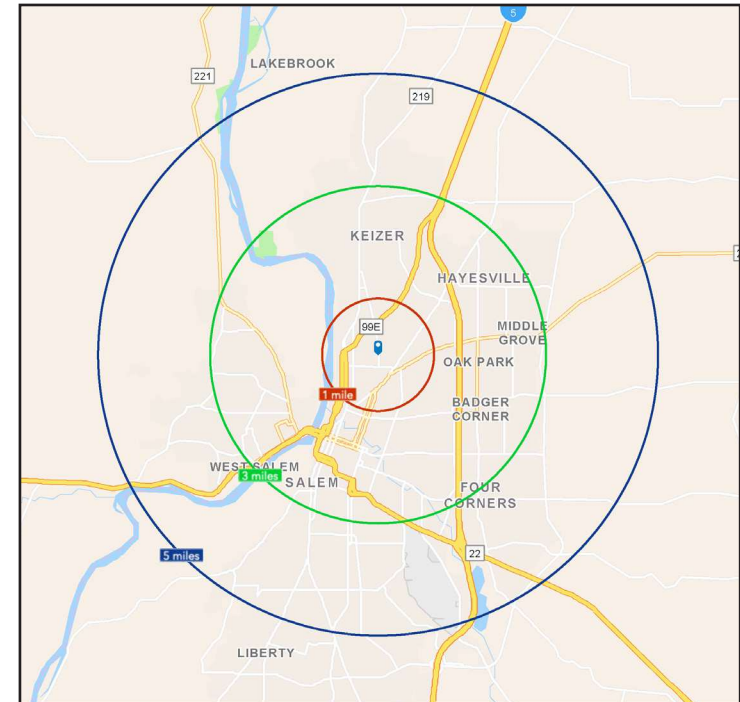 5
LAKEBROOK
221
219
KEIZER
HAYESVILLE
99E
MIDDLE
GROVE
OAK PARK
1 mile
BADGER
CORNER
WEST SALEM
3 miles
SALEM
FOUR
CORNERS
22
5 miles
LIBERTY